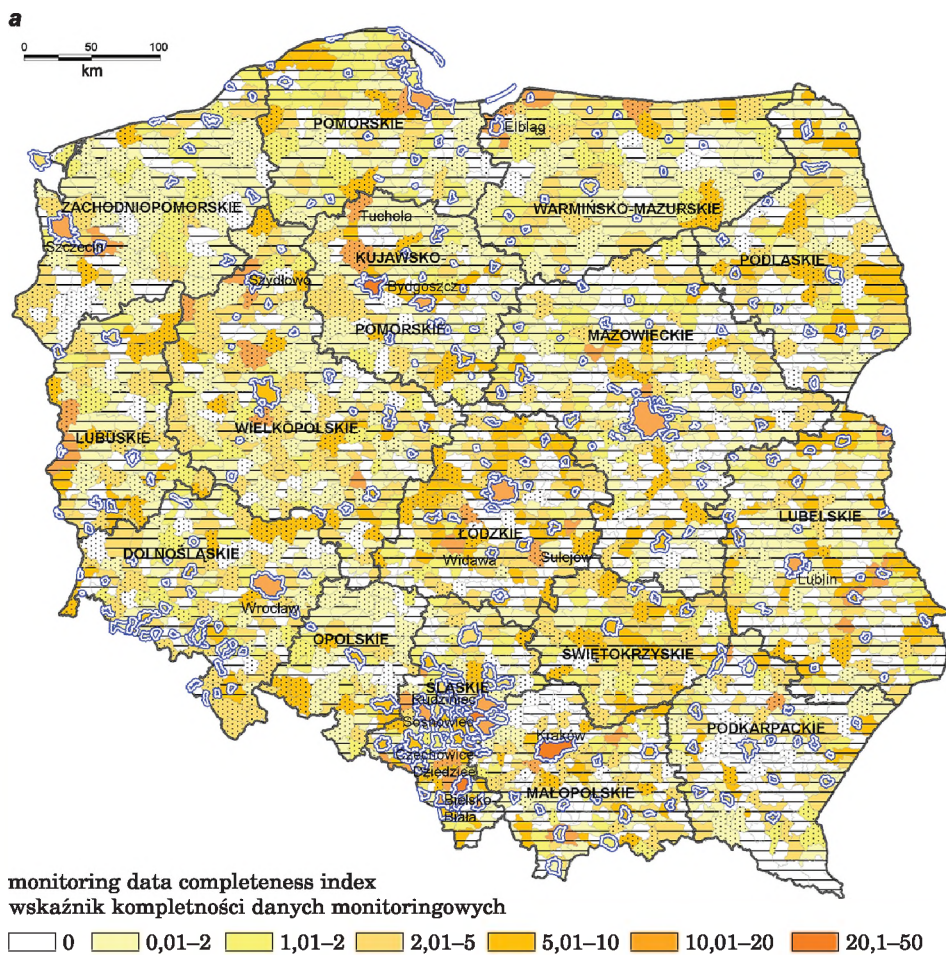 a
0 50 100
km
POMORSKIE
Elbląg
ZACHODNIOPOMORSKIE
Tuchola
WARMIŃSKO-MAZURSKIE
Szczecin
KUJAWSKO-
PODLASKIE
Szydłowo
Bydgoszcz
POMORSKIE
MAZOWIECKIE
WIELKOPOLSKIE
LUBUSKIE
LUBELSKIE
ŁÓDZKIE
DOLNOŚLĄSKIE
Widawa
Sulejów
Lublin
Wrocław
OPOLSKIE
ŚWIĘTOKRZYSKIE
ŚLĄSKIE
Rudziniec
Sosnowiec
PODKARPACKIE
Kraków
Czechowice
Dziedzice
MAŁOPOLSKIE
Bielsko
Biała
monitoring data completeness index
wskaźnik kompletności danych monitoringowych
0 0,01–2 1,01–2 2,01–5 5,01–10 10,01–20 20,1–50